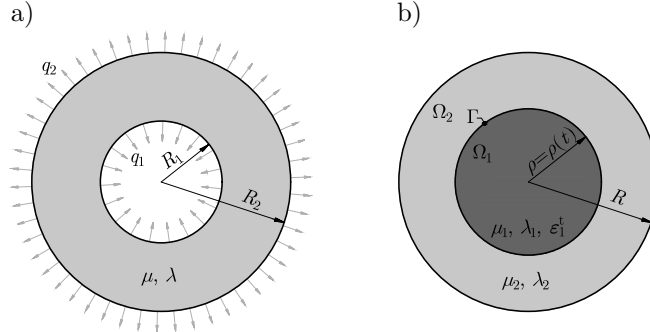 a)
q₂
q₁
R₁
R₂
μ, λ
b)
Ω₂
Γ
Ω₁
ρ=ρ(t)
R
μ₁, λ₁, ε₁ᵗ
μ₂, λ₂